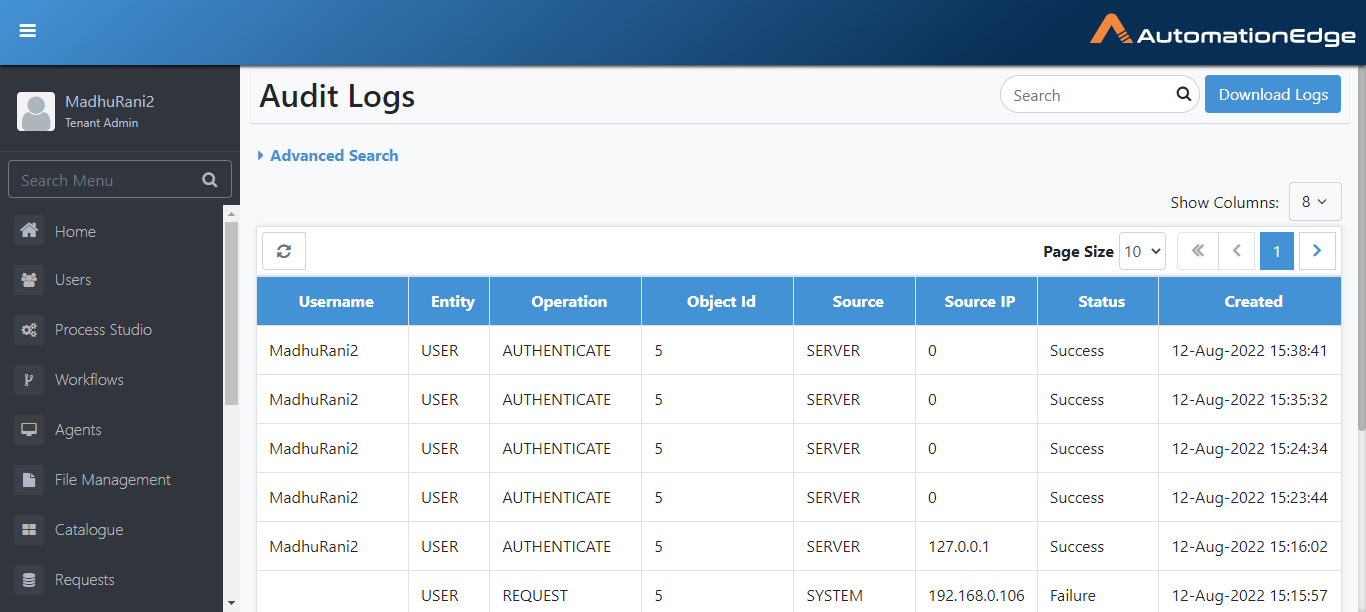 AutomationEdge
MadhuRani2
Tenant Admin
Search Menu
Home
Users
Process Studio
Workflows
Agents
File Management
Catalogue
Requests
Audit Logs
Search
Download Logs
Advanced Search
Show Columns: 8
Page Size 10 1
Username Entity Operation Object Id Source Source IP Status Created
MadhuRani2 USER AUTHENTICATE 5 SERVER 0 Success 12-Aug-2022 15:38:41
MadhuRani2 USER AUTHENTICATE 5 SERVER 0 Success 12-Aug-2022 15:35:32
MadhuRani2 USER AUTHENTICATE 5 SERVER 0 Success 12-Aug-2022 15:24:34
MadhuRani2 USER AUTHENTICATE 5 SERVER 0 Success 12-Aug-2022 15:23:44
MadhuRani2 USER AUTHENTICATE 5 SERVER 127.0.0.1 Success 12-Aug-2022 15:16:02
USER REQUEST 5 SYSTEM 192.168.0.106 Failure 12-Aug-2022 15:15:57